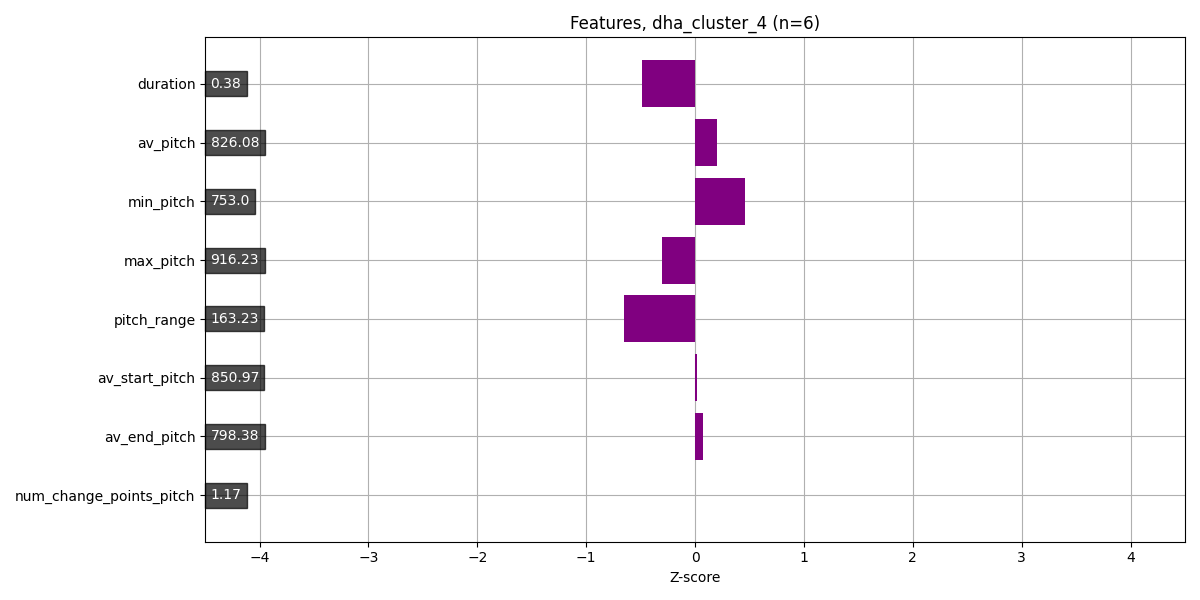 Features, dha_cluster_4 (n=6)
duration 0.38
av_pitch 826.08
min_pitch 753.0
max_pitch 916.23
pitch_range 163.23
av_start_pitch 850.97
av_end_pitch 798.38
num_change_points_pitch 1.17
−4 −3 −2 −1 0 1 2 3 4
Z-score